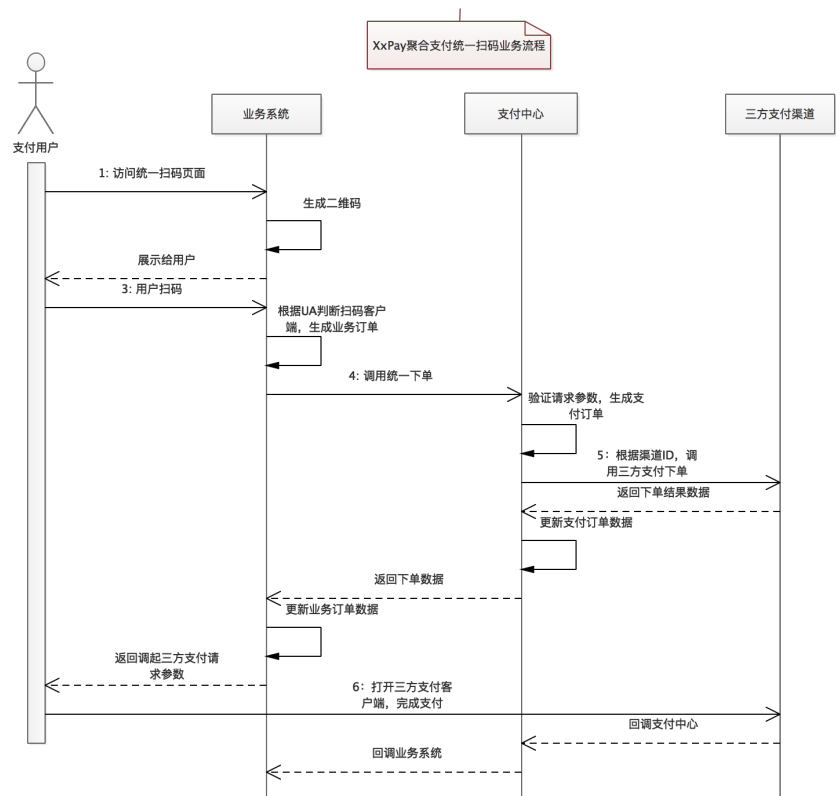 XxPay聚合支付统一扫码业务流程
支付用户
业务系统
支付中心
三方支付渠道
1: 访问统一扫码页面
生成二维码
展示给用户
3: 用户扫码
根据UA判断扫码客户
端，生成业务订单
4: 调用统一下单
验证请求参数，生成支
付订单
5：根据渠道ID，调
用三方支付下单
返回下单结果数据
更新支付订单数据
返回下单数据
更新业务订单数据
返回调起三方支付请
求参数
6：打开三方支付客
户端，完成支付
回调支付中心
回调业务系统